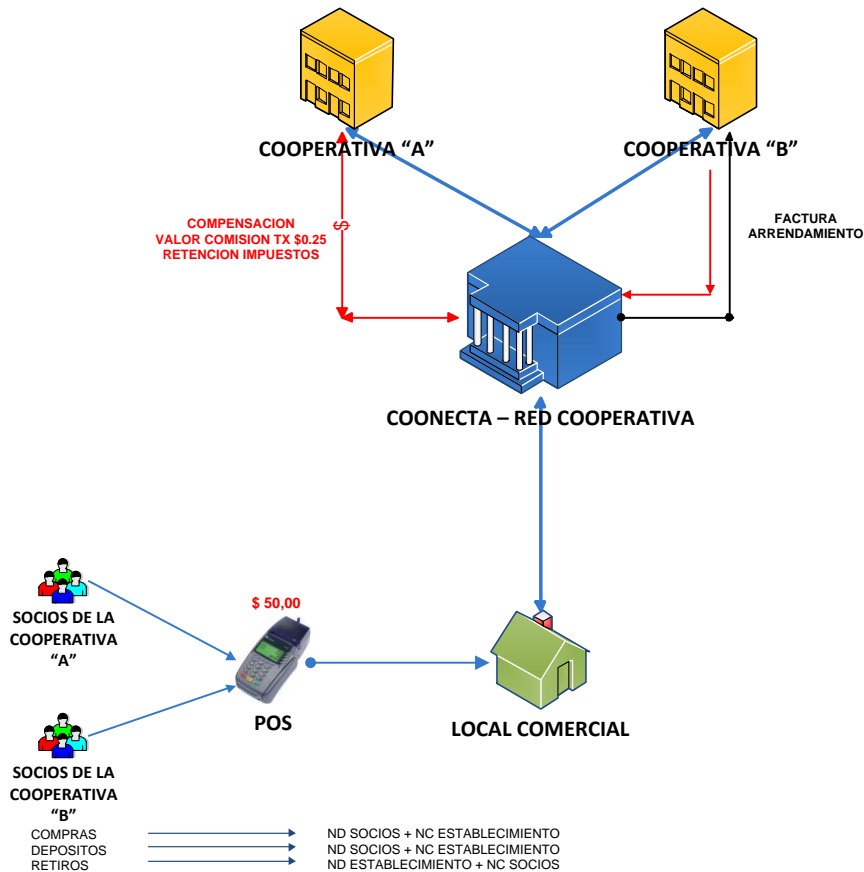 COOPERATIVA “A”
COOPERATIVA “B”
COMPENSACION
VALOR COMISION TX $0.25
RETENCION IMPUESTOS
$
FACTURA
ARRENDAMIENTO
COONECTA – RED COOPERATIVA
SOCIOS DE LA
COOPERATIVA
“A”
$ 50,00
POS
LOCAL COMERCIAL
SOCIOS DE LA
COOPERATIVA
“B”
COMPRAS ND SOCIOS + NC ESTABLECIMIENTO
DEPOSITOS ND SOCIOS + NC ESTABLECIMIENTO
RETIROS ND ESTABLECIMIENTO + NC SOCIOS